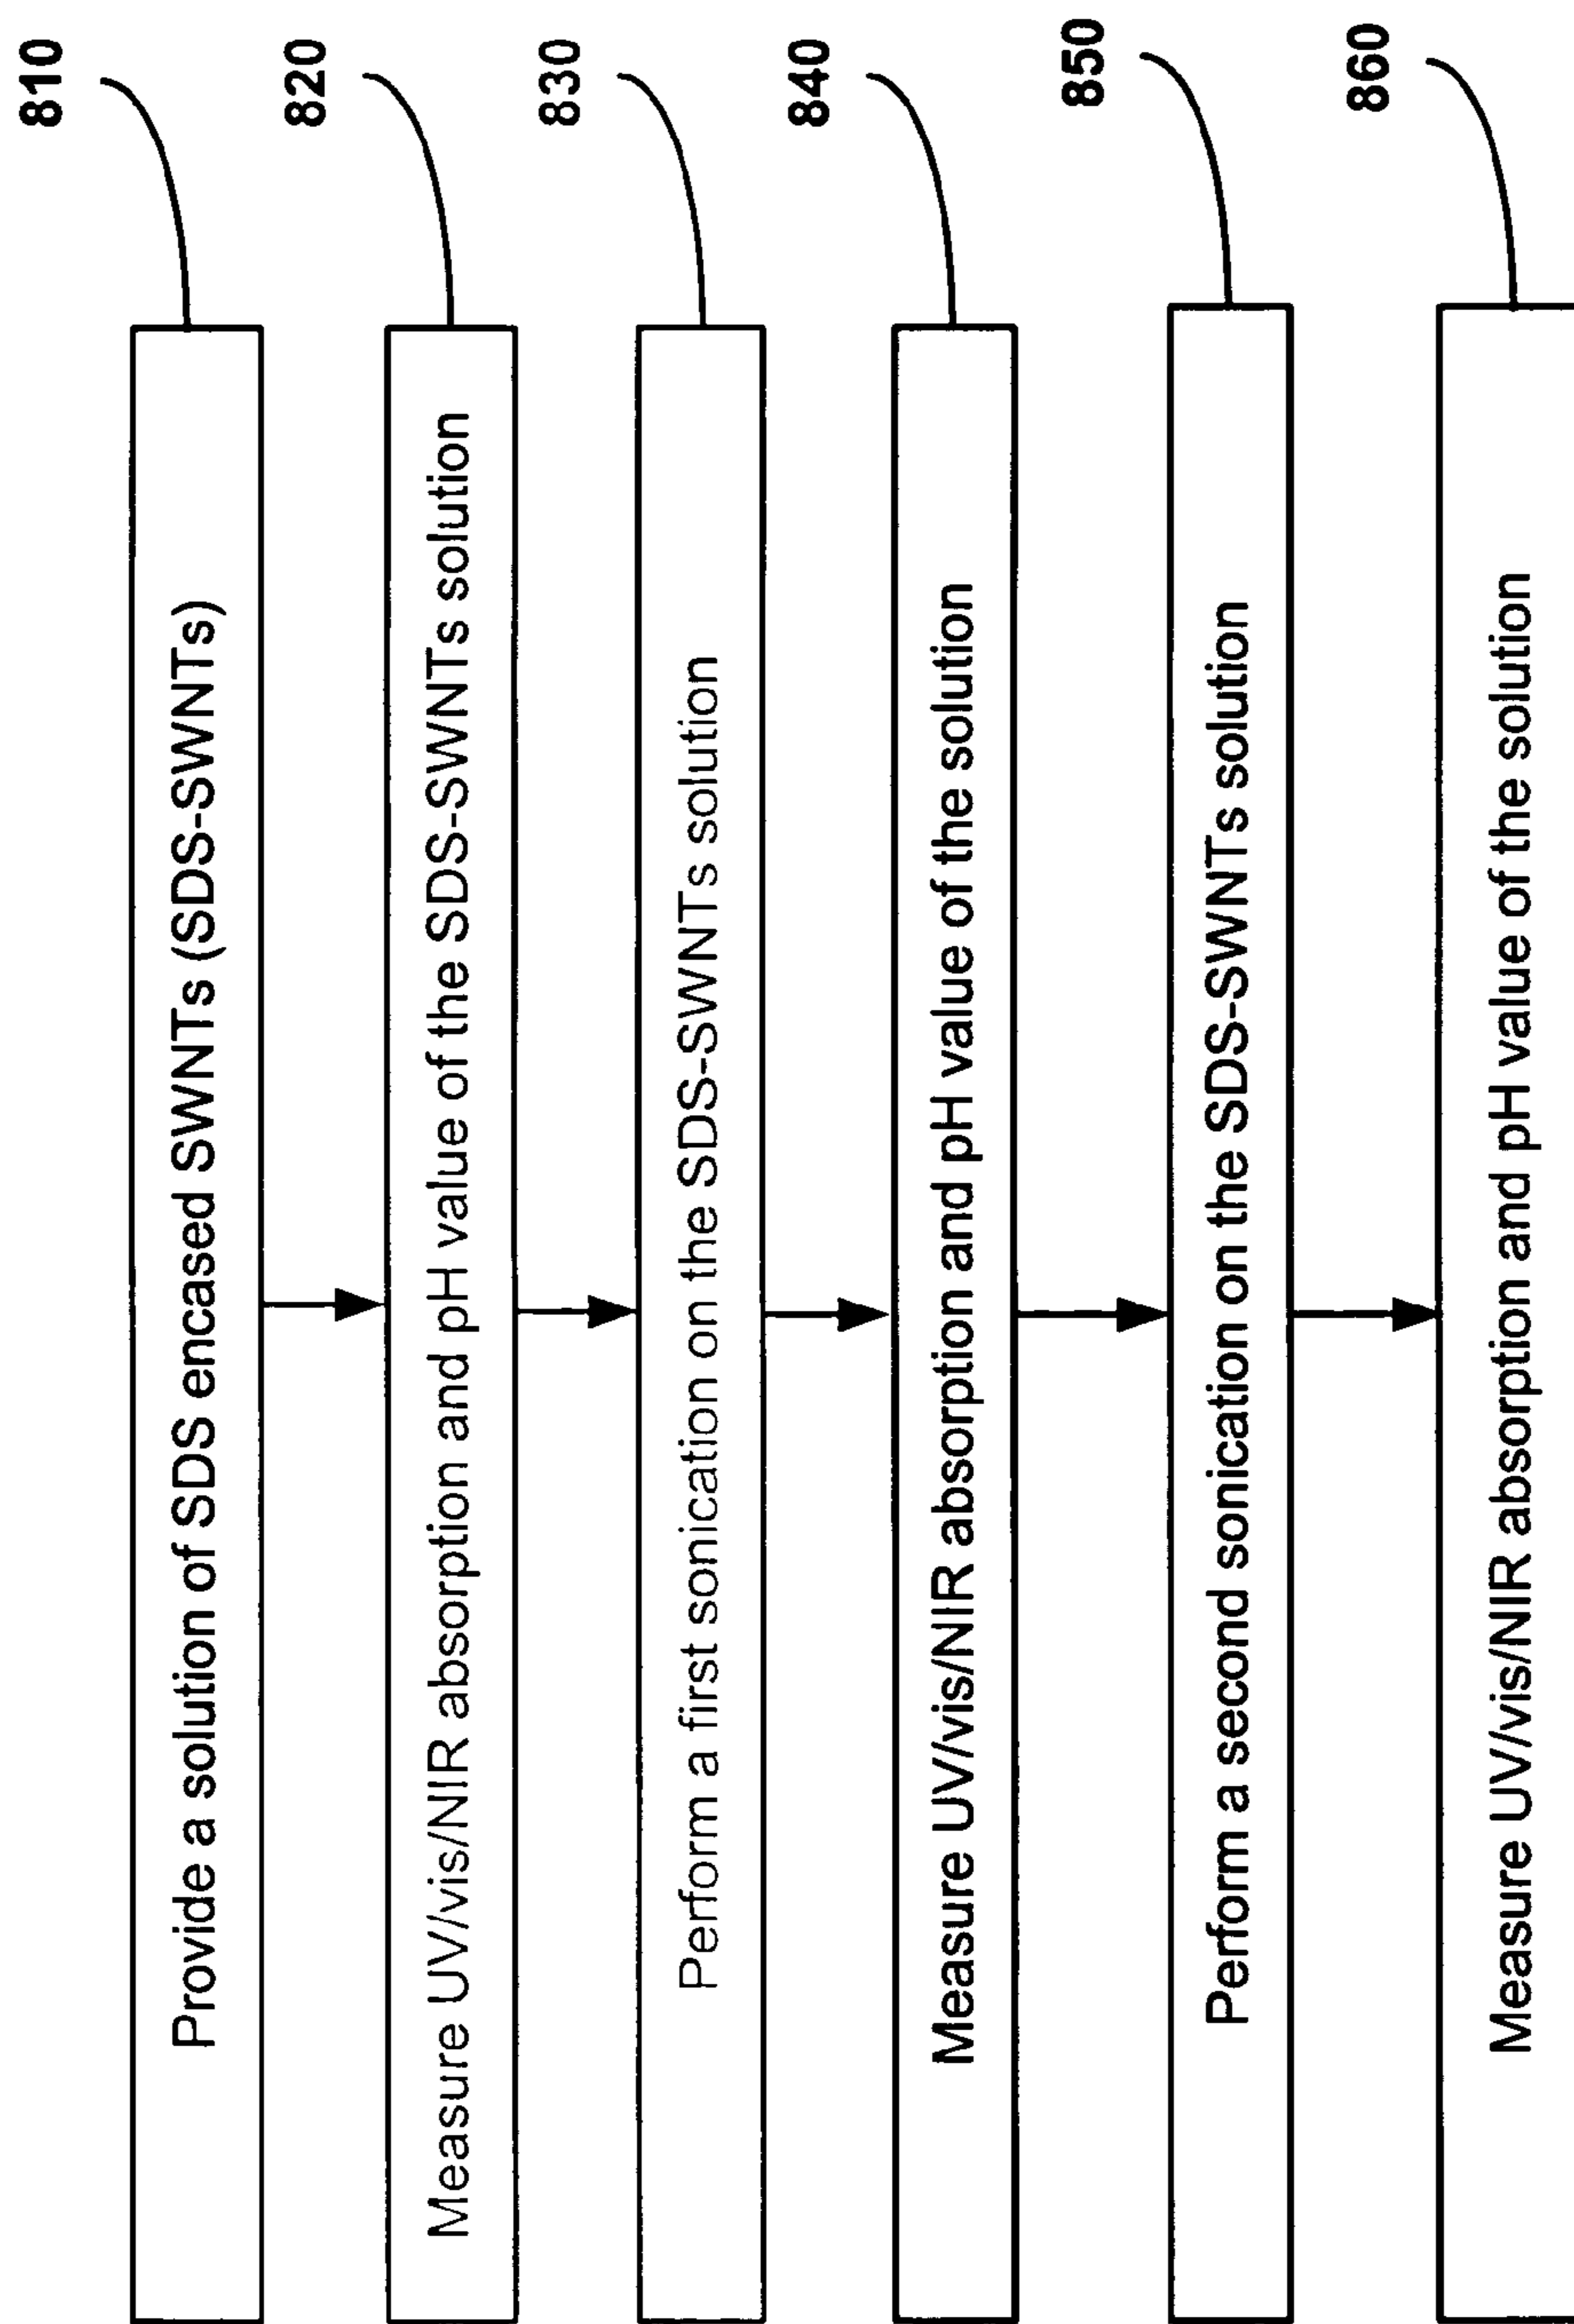 810
Provide a solution of SDS encased SWNTs (SDS-SWNTs)
820
Measure UV/vis/NIR absorption and pH value of the SDS-SWNTs solution
830
Perform a first sonication on the SDS-SWNTs solution
840
Measure UV/vis/NIR absorption and pH value of the solution
850
Perform a second sonication on the SDS-SWNTs solution
860
Measure UV/vis/NIR absorption and pH value of the solution